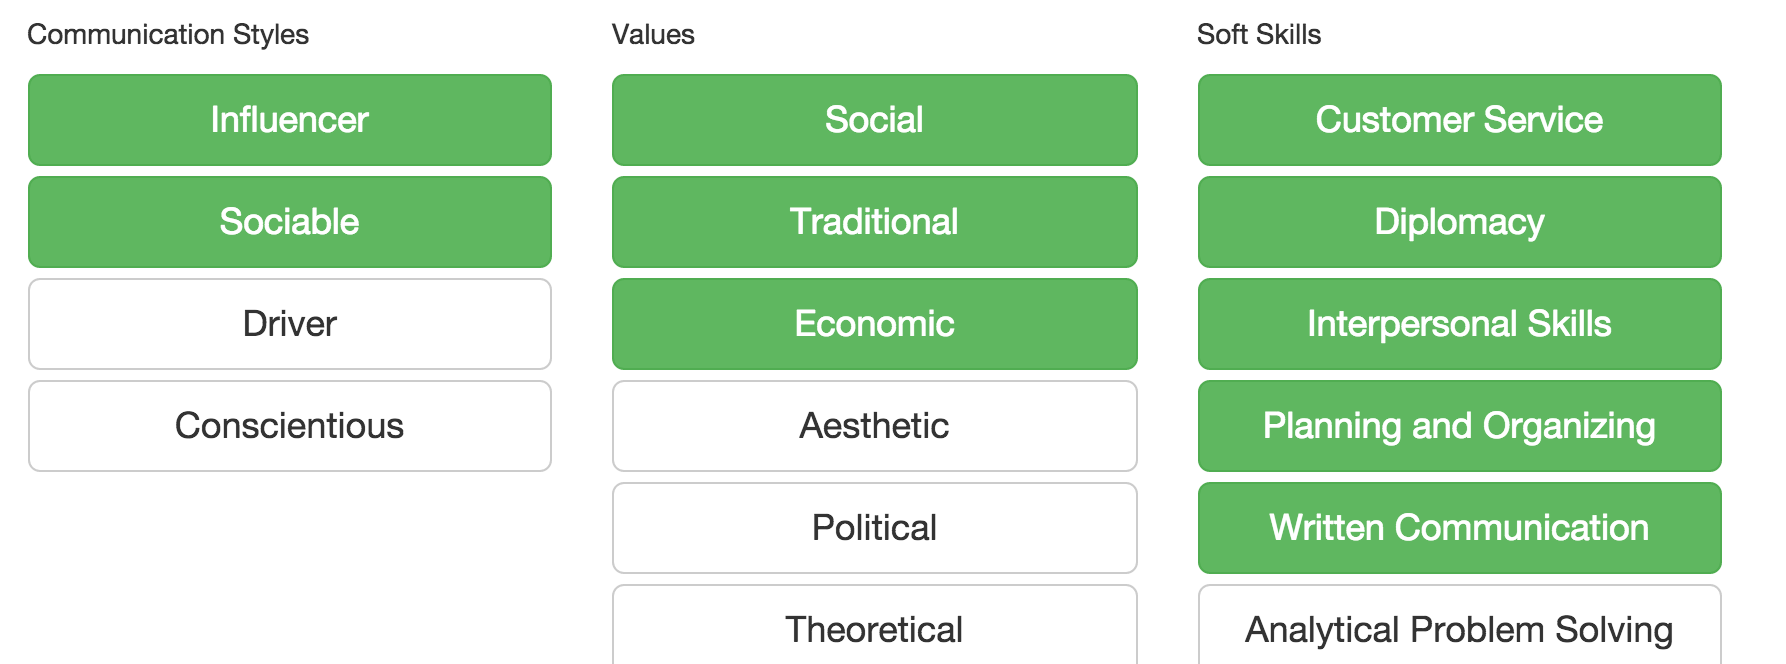 Communication Styles
Influencer
Sociable
Driver
Conscientious
Values
Social
Traditional
Economic
Aesthetic
Political
Theoretical
Soft Skills
Customer Service
Diplomacy
Interpersonal Skills
Planning and Organizing
Written Communication
Analytical Problem Solving